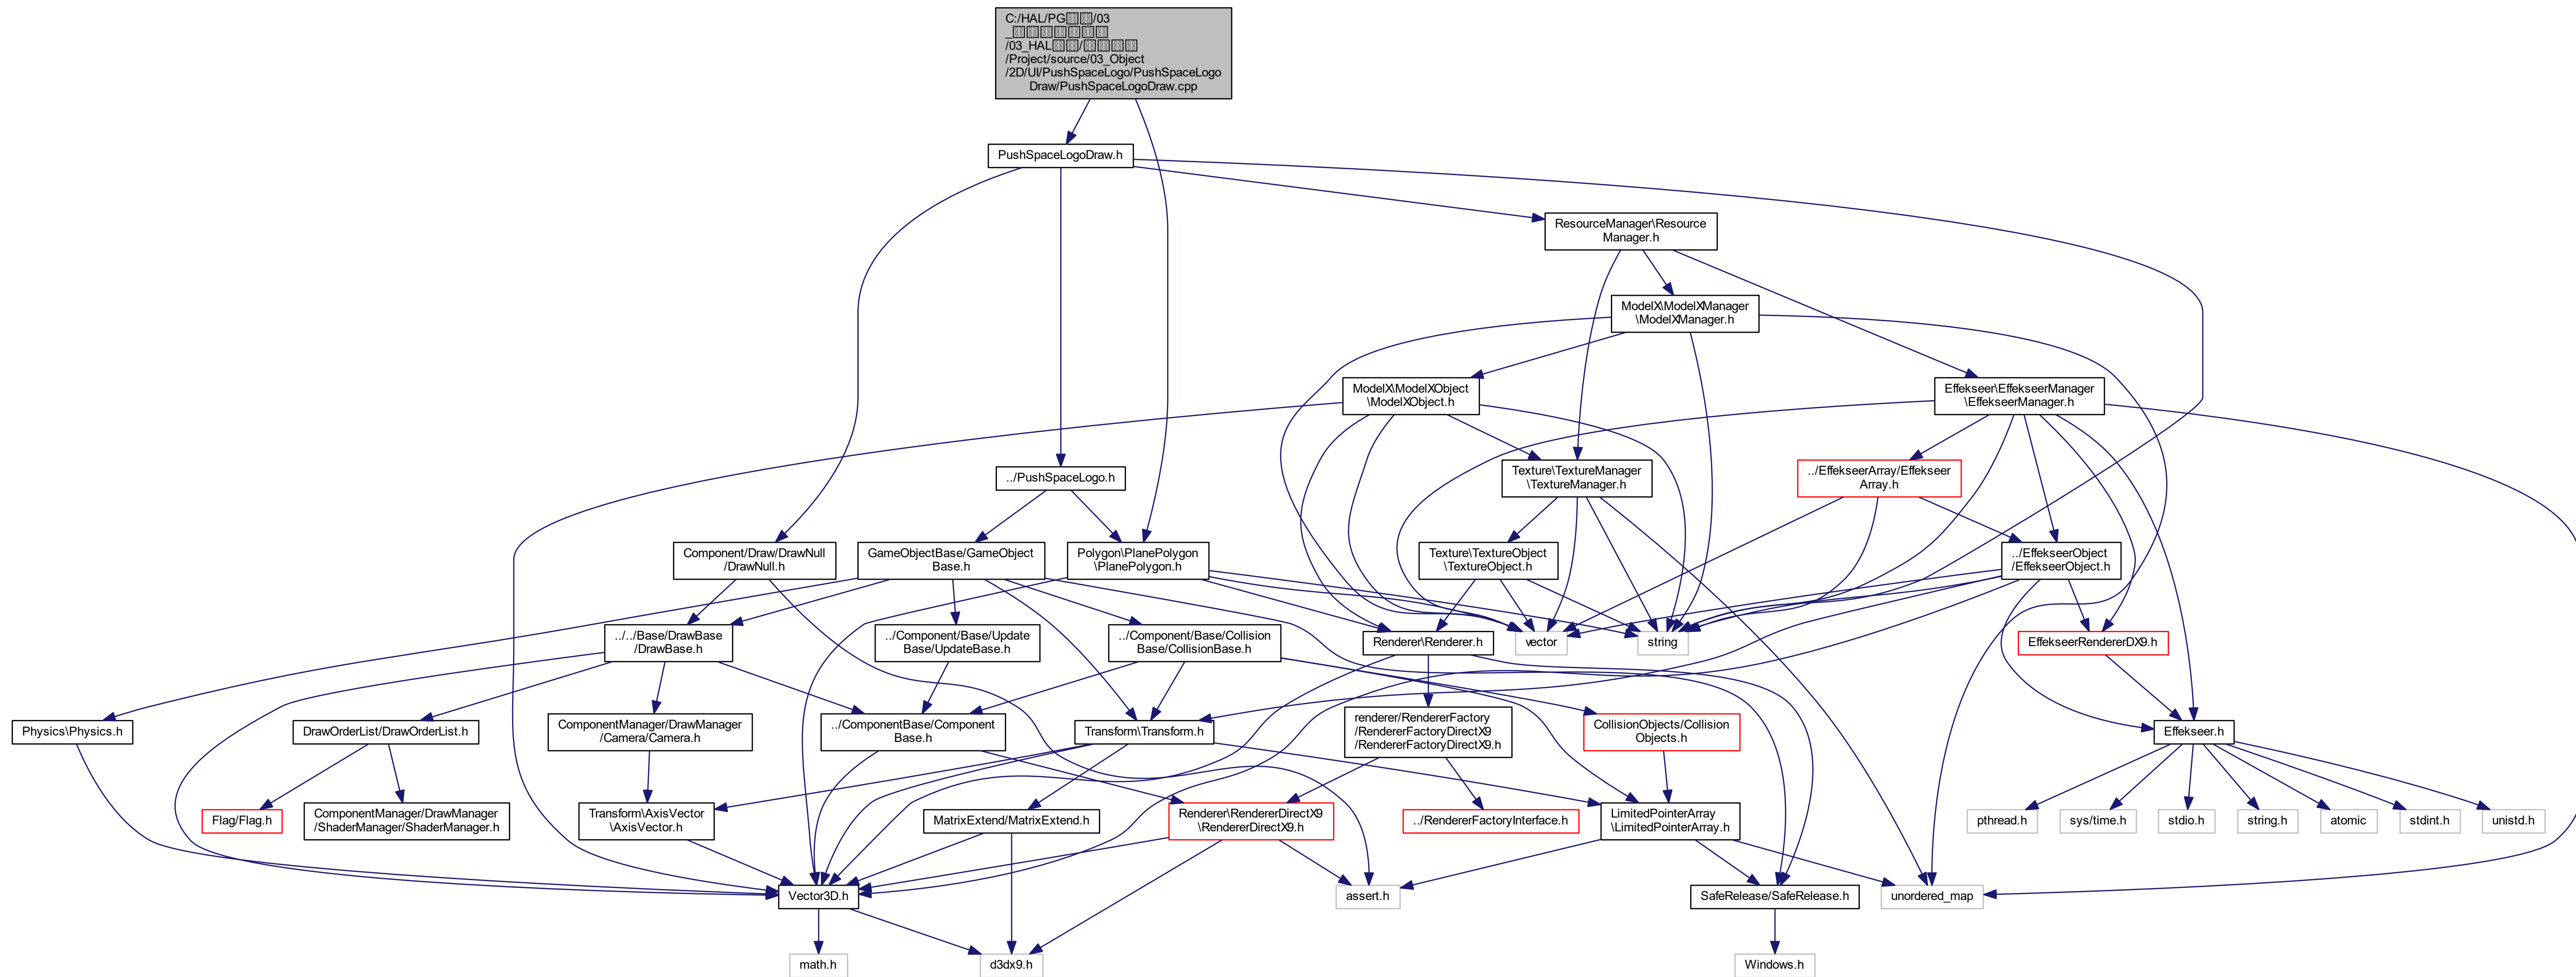 C:/HAL/PG/03
_
/03_HAL/
/Project/source/03_Object
/2D/UI/PushSpaceLogo/PushSpaceLogo
Draw/PushSpaceLogoDraw.cpp
PushSpaceLogoDraw.h
ResourceManager\Resource
Manager.h
ModelX\ModelXManager
\ModelXManager.h
ModelX\ModelXObject
\ModelXObject.h
Effekseer\EffekseerManager
\EffekseerManager.h
../PushSpaceLogo.h
Texture\TextureManager
\TextureManager.h
../EffekseerArray/Effekseer
Array.h
Component/Draw/DrawNull
/DrawNull.h
GameObjectBase/GameObject
Base.h
Polygon\PlanePolygon
\PlanePolygon.h
Texture\TextureObject
\TextureObject.h
../EffekseerObject
/EffekseerObject.h
../../Base/DrawBase
/DrawBase.h
../Component/Base/Update
Base/UpdateBase.h
../Component/Base/Collision
Base/CollisionBase.h
Renderer\Renderer.h
vector
string
EffekseerRendererDX9.h
Physics\Physics.h
DrawOrderList/DrawOrderList.h
ComponentManager/DrawManager
/Camera/Camera.h
../ComponentBase/Component
Base.h
Transform\Transform.h
renderer/RendererFactory
/RendererFactoryDirectX9
/RendererFactoryDirectX9.h
CollisionObjects/Collision
Objects.h
Effekseer.h
Flag/Flag.h
ComponentManager/DrawManager
/ShaderManager/ShaderManager.h
Transform\AxisVector
\AxisVector.h
MatrixExtend/MatrixExtend.h
Renderer\RendererDirectX9
\RendererDirectX9.h
../RendererFactoryInterface.h
LimitedPointerArray
\LimitedPointerArray.h
pthread.h
sys/time.h
stdio.h
string.h
atomic
stdint.h
unistd.h
Vector3D.h
assert.h
SafeRelease/SafeRelease.h
unordered_map
math.h
d3dx9.h
Windows.h